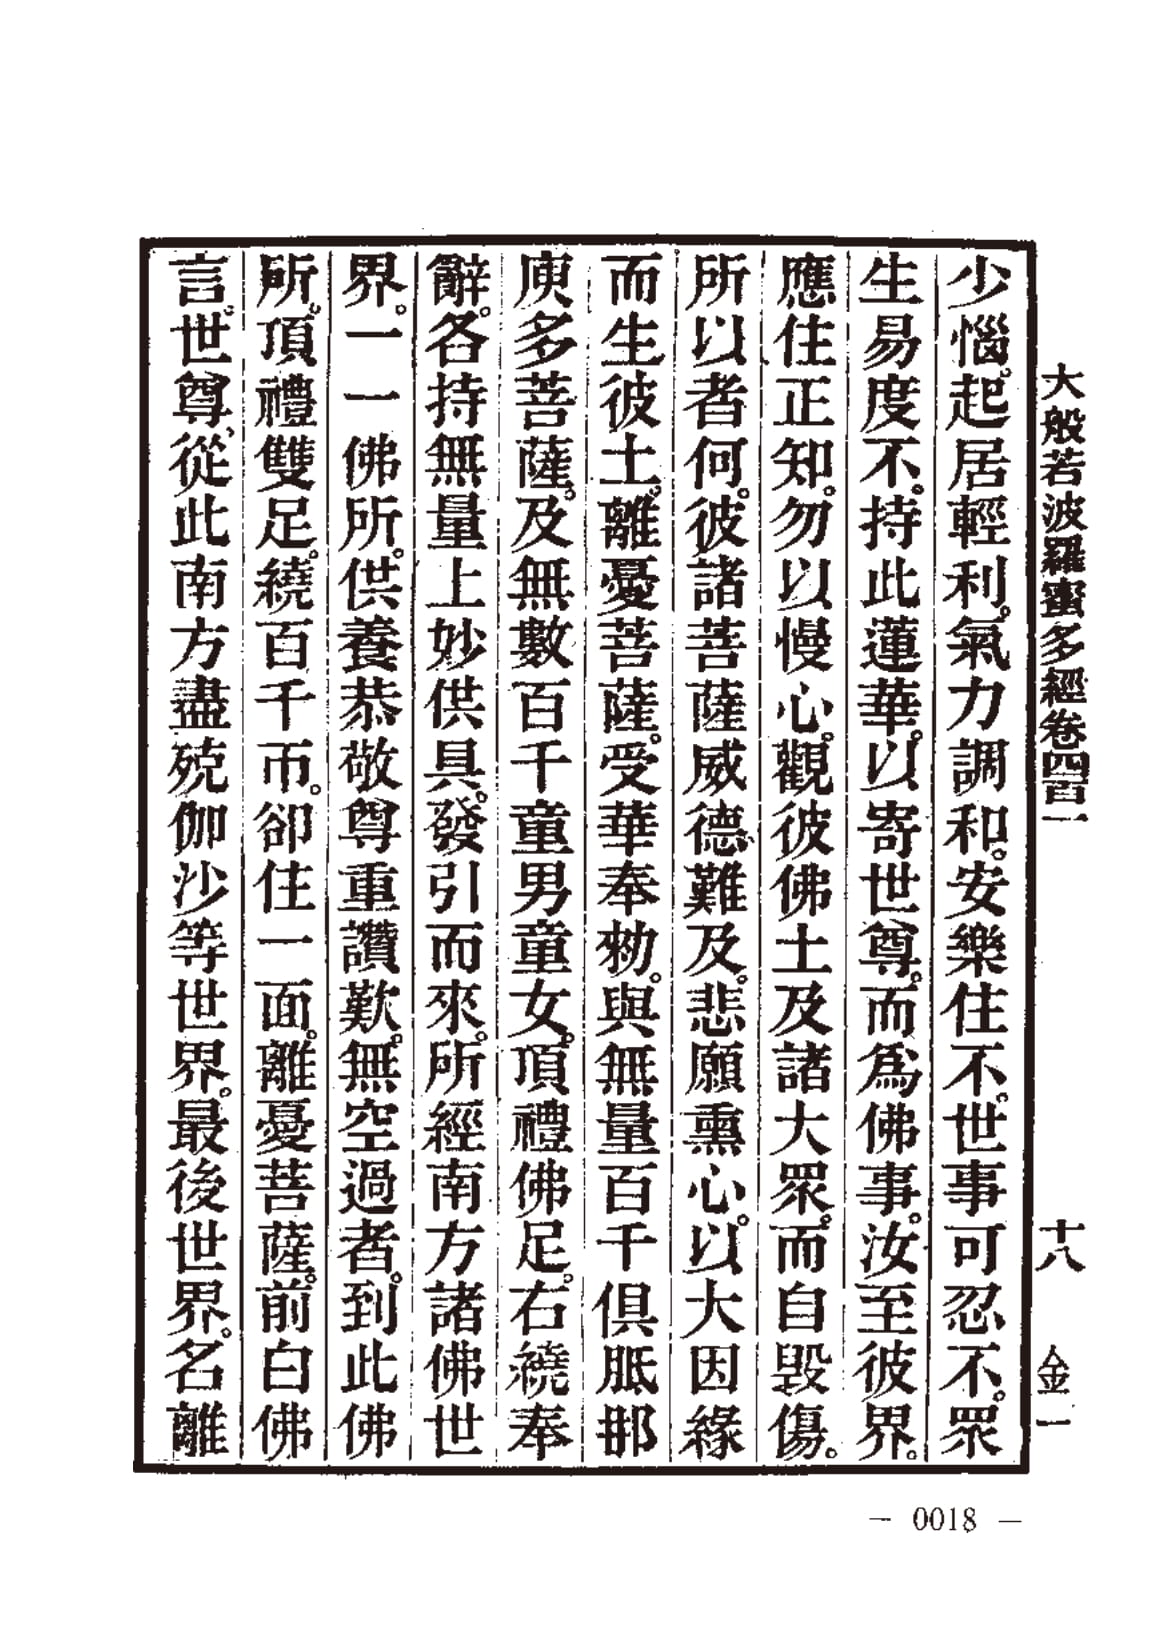 大般若波羅蜜多經卷四百一 十八 金一
少惱。起居輕利。氣力調和。安樂住不。世事可忍不。眾
生易度不。持此蓮華。以寄世尊。而爲佛事。汝至彼界。
應住正知。勿以慢心。觀彼佛土及諸大眾。而自毀傷。
所以者何。彼諸菩薩威德難及。悲願熏心。以大因緣
而生彼土。離憂菩薩。受華奉勑。與無量百千俱胝那
庾多菩薩。及無數百千童男童女。頂禮佛足。右繞奉
辭。各持無量上妙供具。發引而來。所經南方諸佛世
界。一一佛所。供養恭敬尊重讚歎。無空過者。到此佛
所。頂禮雙足。繞百千帀。卻住一面。離憂菩薩。前白佛
言。世尊、從此南方盡殑伽沙等世界。最後世界。名離
— 0018 —